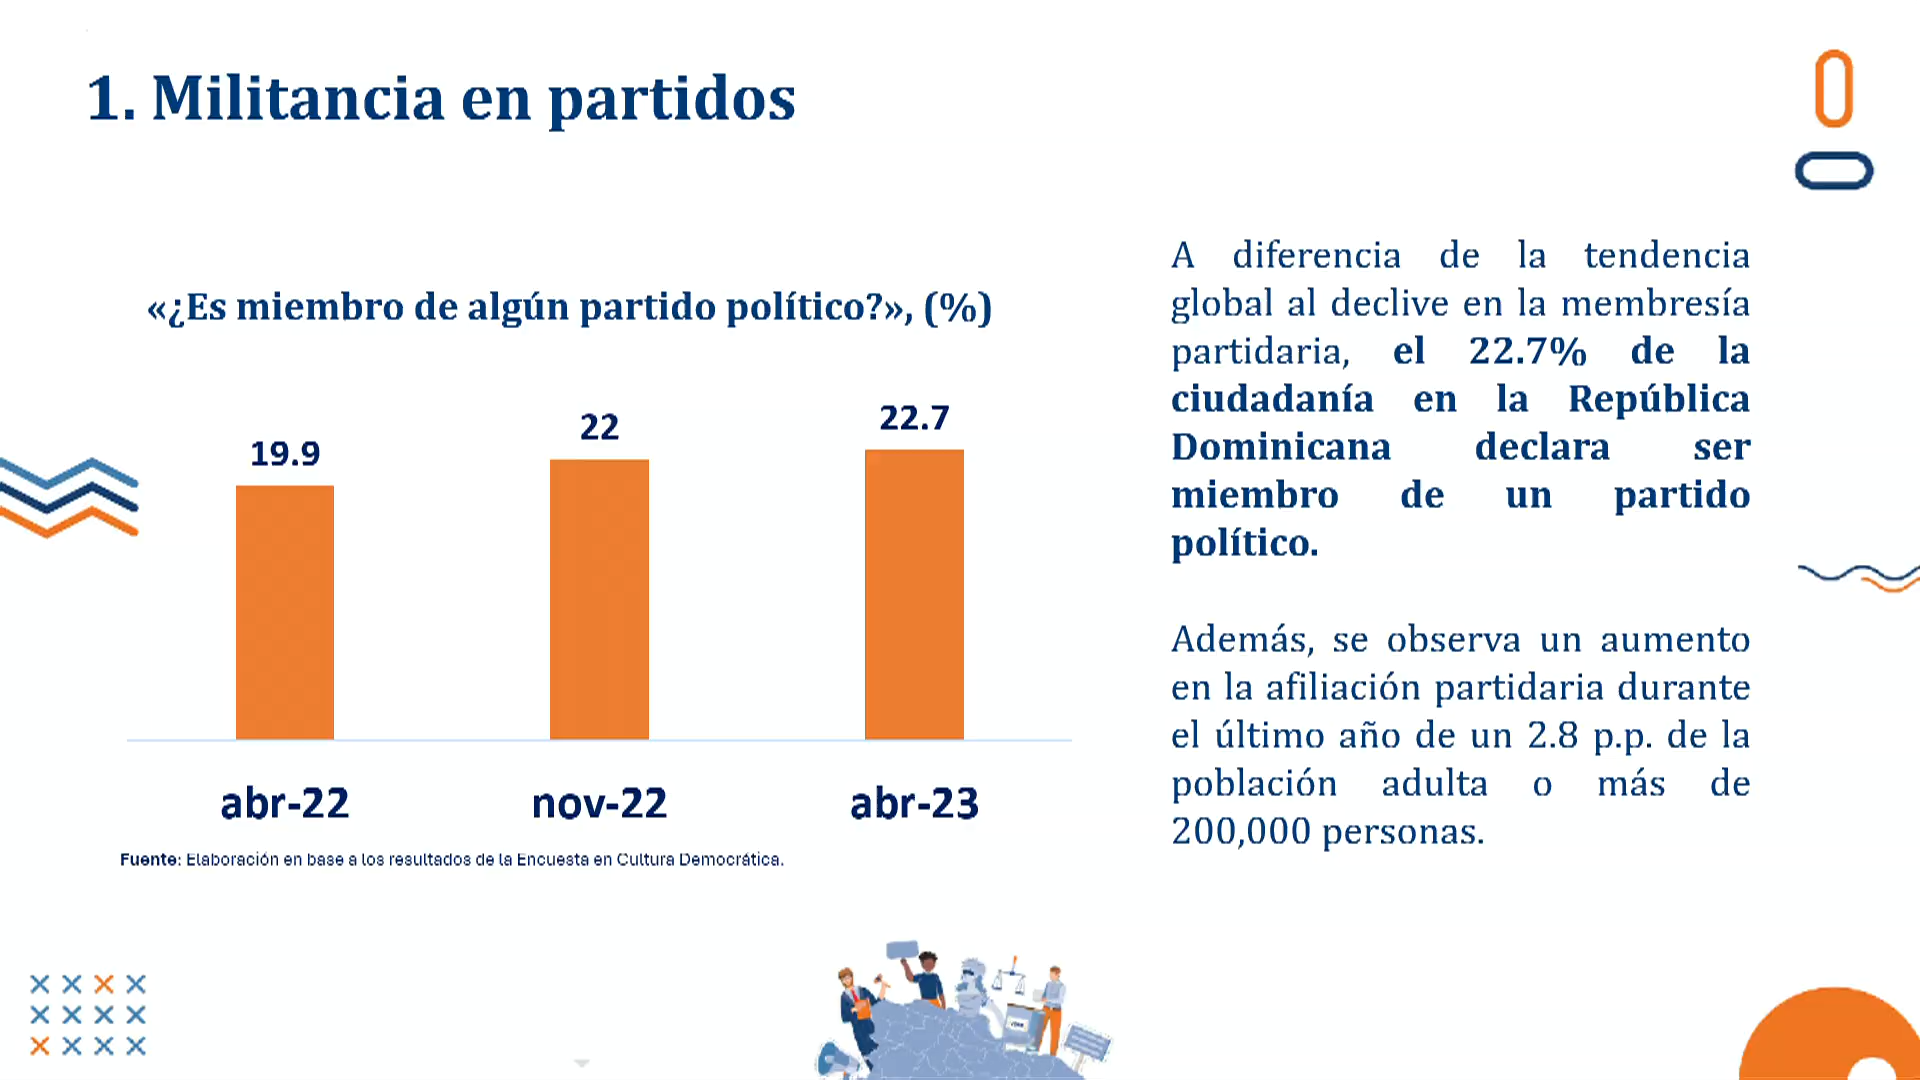 1. Militancia en partidos
«¿Es miembro de algún partido político?», (%)
19.9
22
22.7
abr-22
nov-22
abr-23
Fuente: Elaboración en base a los resultados de la Encuesta en Cultura Democrática.
A diferencia de la tendencia
global al declive en la membresía
partidaria, el 22.7% de la
ciudadanía en la República
Dominicana declara ser
miembro de un partido
político.
Además, se observa un aumento
en la afiliación partidaria durante
el último año de un 2.8 p.p. de la
población adulta o más de
200,000 personas.